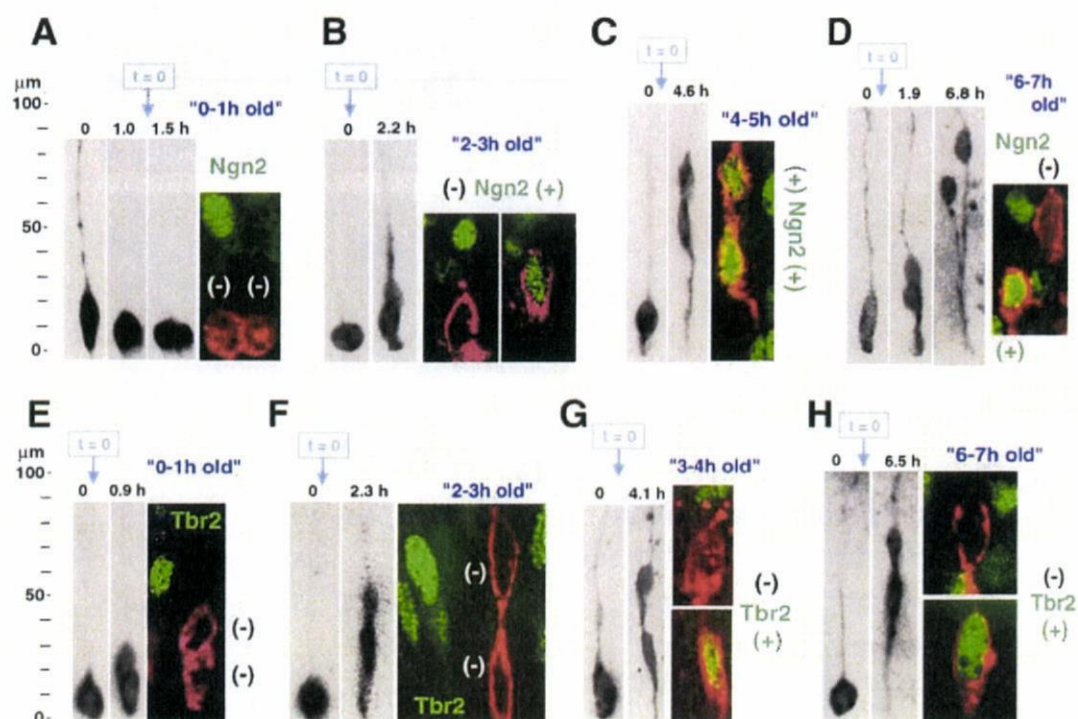 A
t = 0
"0-1h old"
μm
100
50
0
0 1.0 1.5 h
Ngn2
(-) (-)
B
t = 0
"2-3h old"
0 2.2 h
(-) Ngn2 (+)
C
t = 0
0 4.6 h
"4-5h old"
(+) Ngn2 (+)
D
t = 0
0 1.9 6.8 h
"6-7h
old"
Ngn2
(-)
(+)
E
t = 0
"0-1h old"
μm
100
50
0
0 0.9 h
Tbr2
(-)
(-)
F
t = 0
"2-3h old"
0 2.3 h
(-)
(-)
Tbr2
G
t = 0
"3-4h old"
0 4.1 h
(-)
Tbr2
(+)
H
t = 0
"6-7h old"
0 6.5 h
(-)
Tbr2
(+)